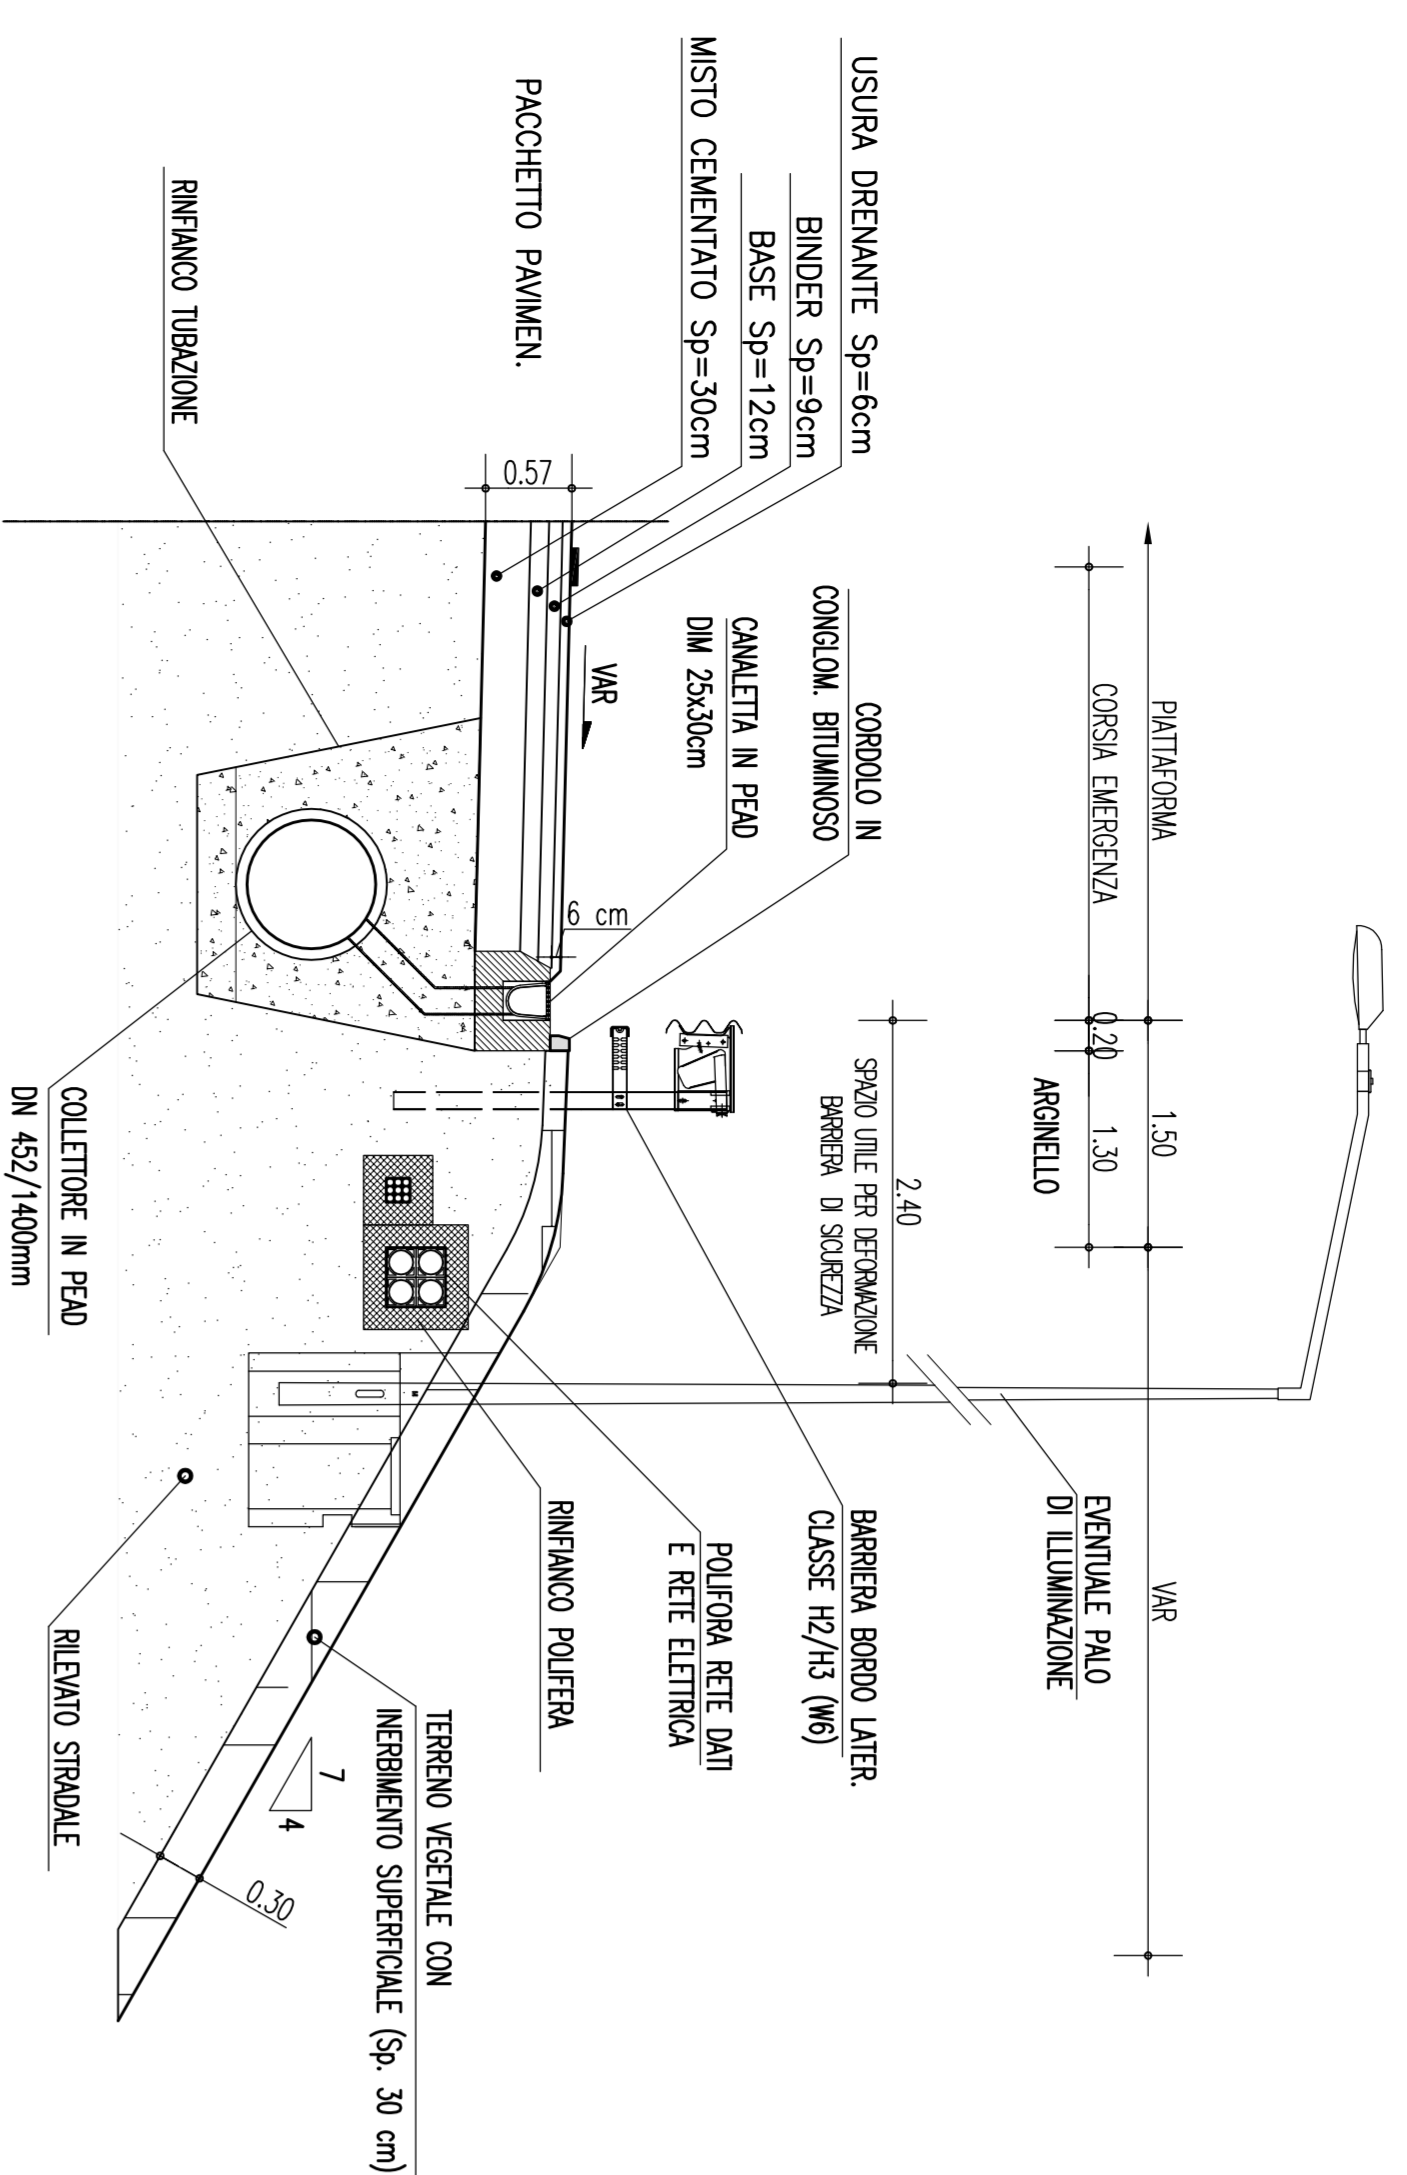 PIATTAFORMA
1.50
VAR
CORSIA EMERGENZA
0.20
1.30
ARGINELLO
EVENTUALE PALO
DI ILLUMINAZIONE
2.40
SPAZIO UTILE PER DEFORMAZIONE
BARRIERA DI SICUREZZA
USURA DRENANTE Sp=6cm
BINDER Sp=9cm
BASE Sp=12cm
MISTO CEMENTATO Sp=30cm
PACCHETTO PAVIMEN.
CORDOLO IN
CONGLOM. BITUMINOSO
CANALETTA IN PEAD
DIM 25x30cm
BARRIERA BORDO LATER.
CLASSE H2/H3 (W6)
POLIFORA RETE DATI
E RETE ELETTRICA
RINFIANCO POLIFERA
VAR
6 cm
0.57
TERRENO VEGETALE CON
INERBIMENTO SUPERFICIALE (Sp. 30 cm)
7
4
0.30
RINFIANCO TUBAZIONE
COLLETTORE IN PEAD
DN 452/1400mm
RILEVATO STRADALE